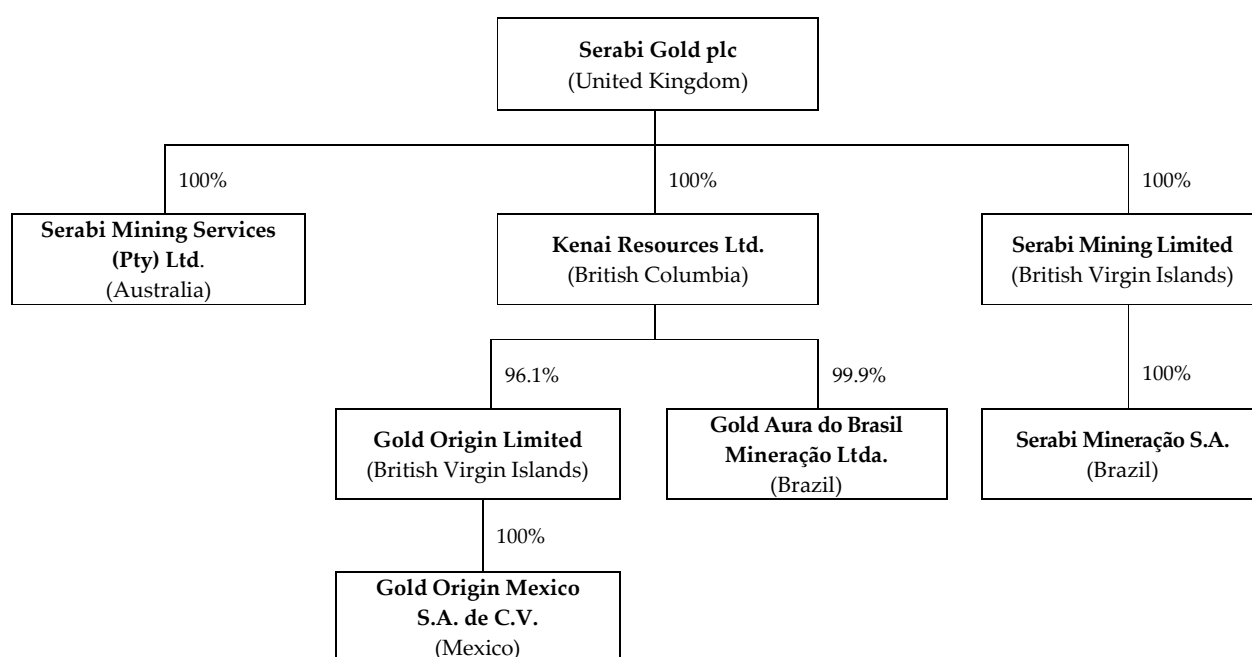 Serabi Gold plc
(United Kingdom)
100%
100%
100%
Serabi Mining Services
(Pty) Ltd.
(Australia)
Kenai Resources Ltd.
(British Columbia)
Serabi Mining Limited
(British Virgin Islands)
96.1%
99.9%
100%
Gold Origin Limited
(British Virgin Islands)
Gold Aura do Brasil
Mineração Ltda.
(Brazil)
Serabi Mineração S.A.
(Brazil)
100%
Gold Origin Mexico
S.A. de C.V.
(Mexico)